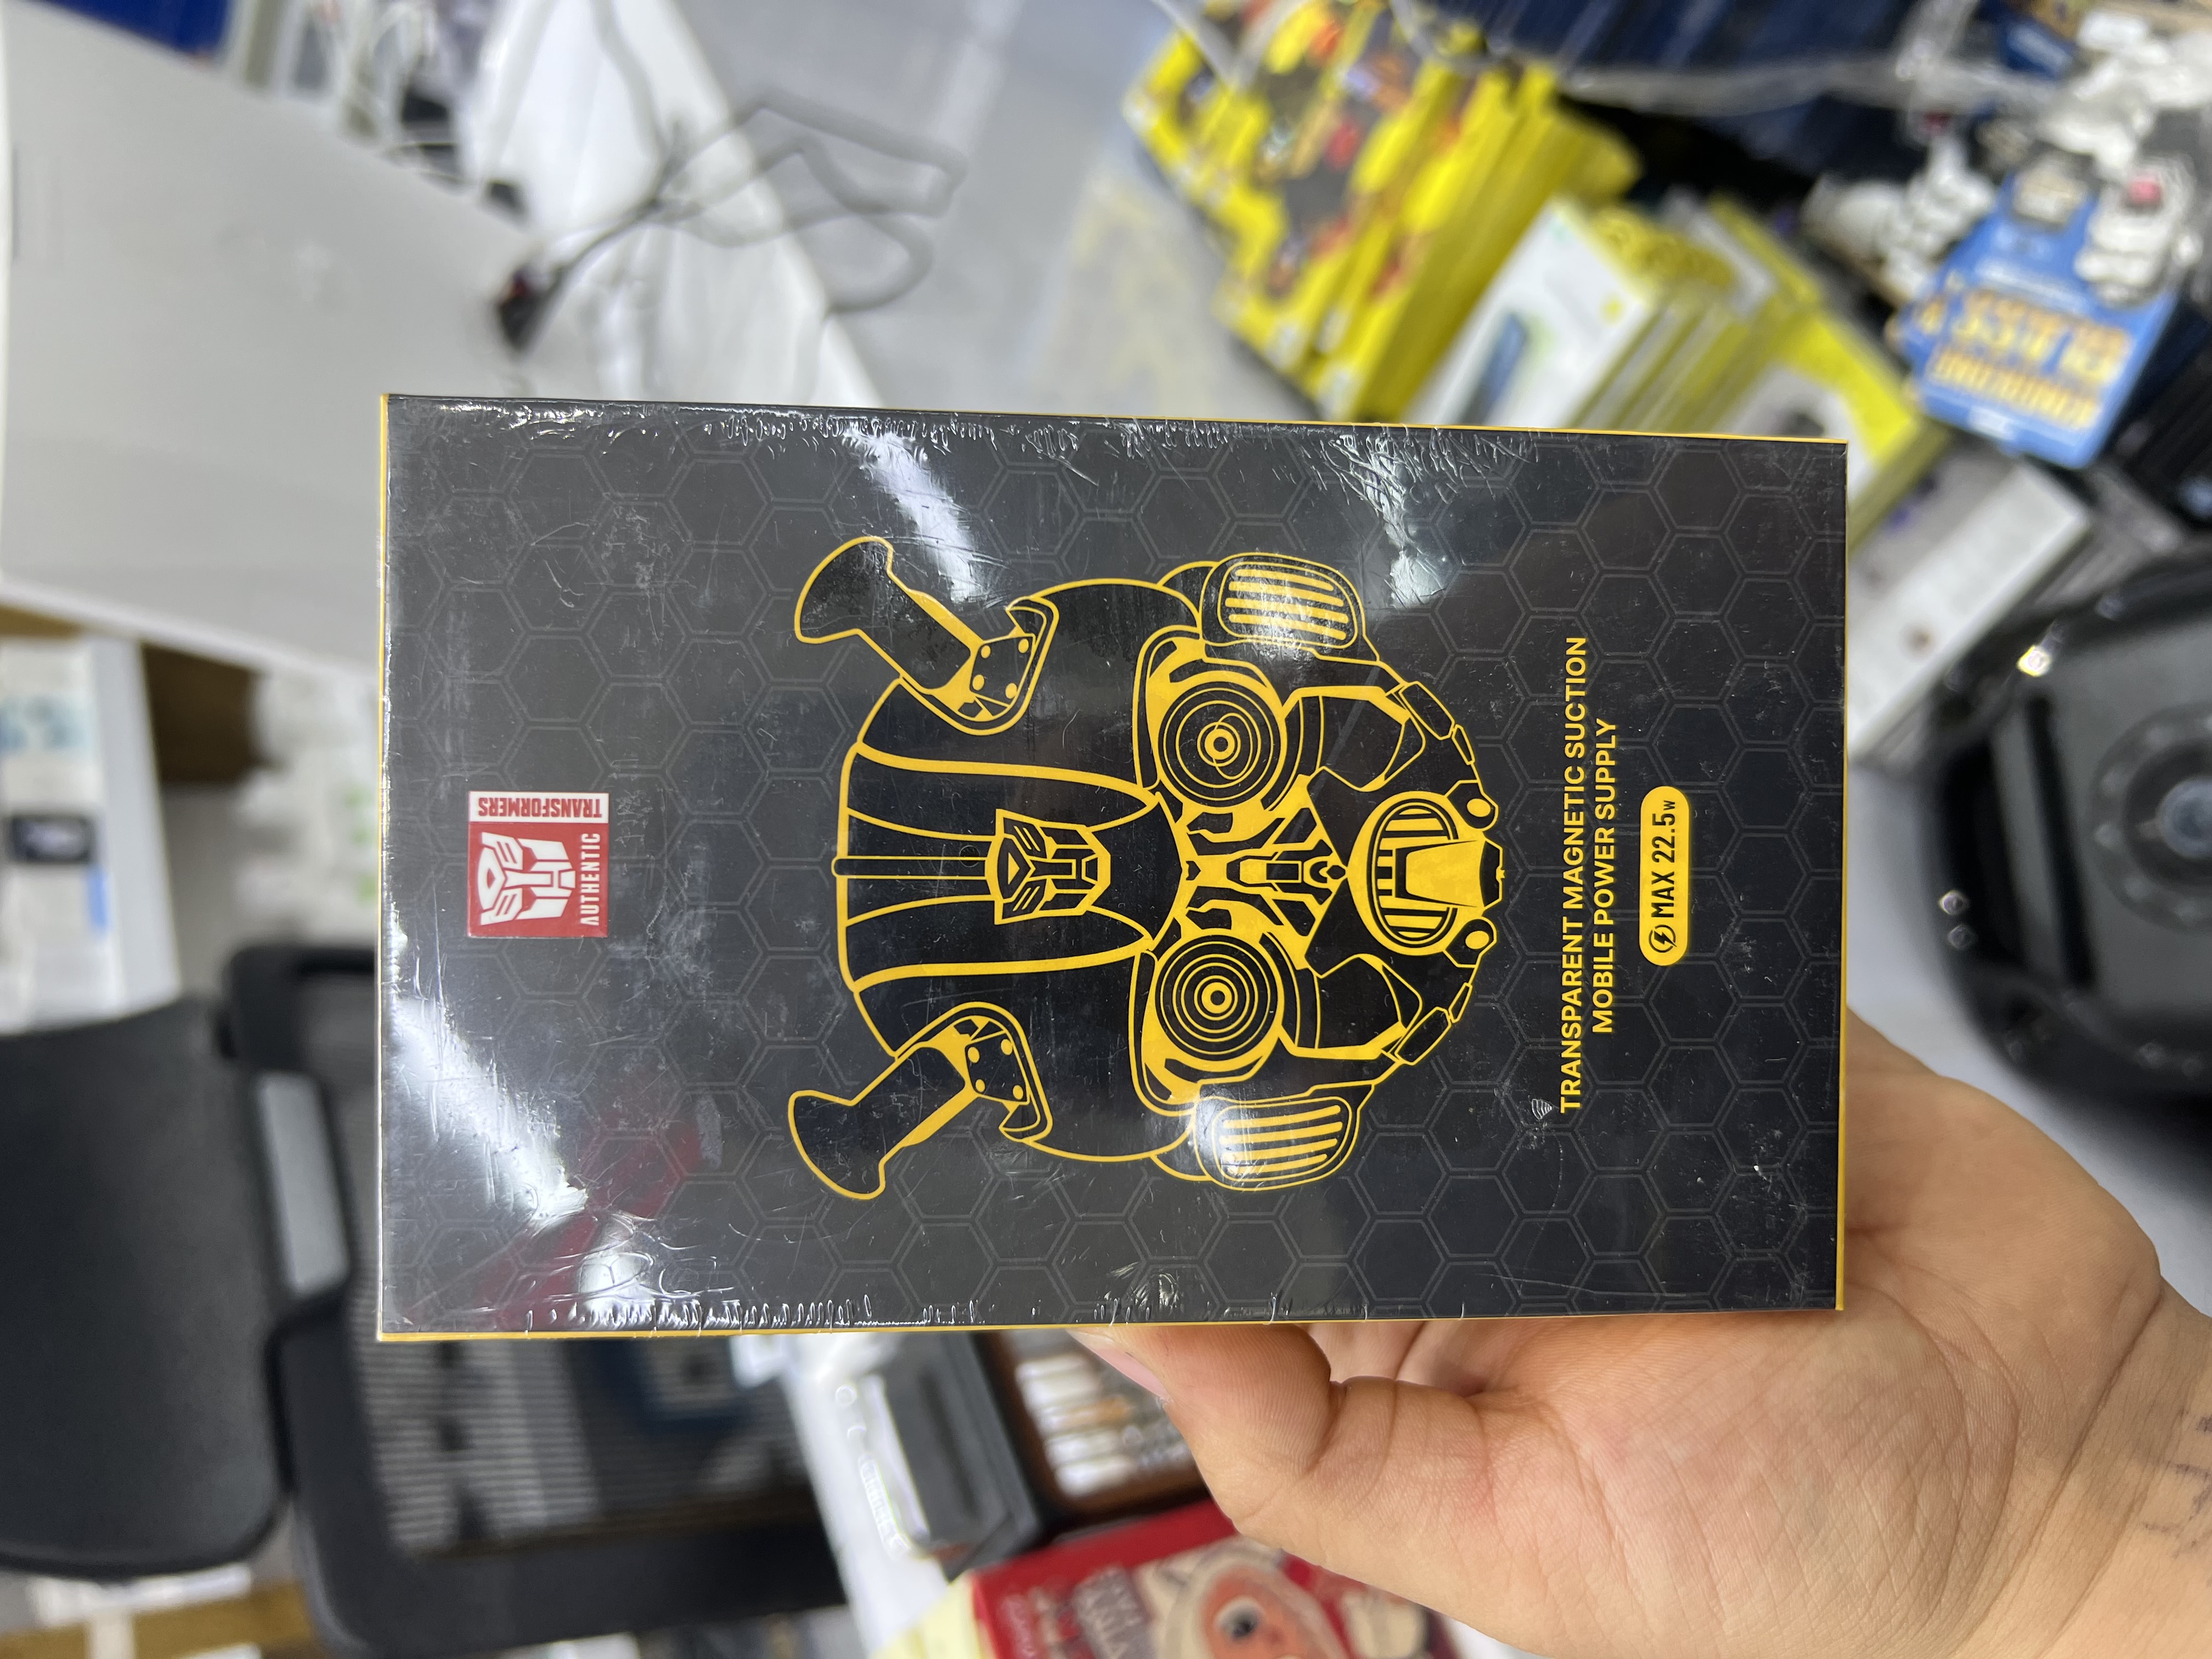 TRANSFORMERS
AUTHENTIC
TRANSPARENT MAGNETIC SUCTION
MOBILE POWER SUPPLY
MAX 22.5W